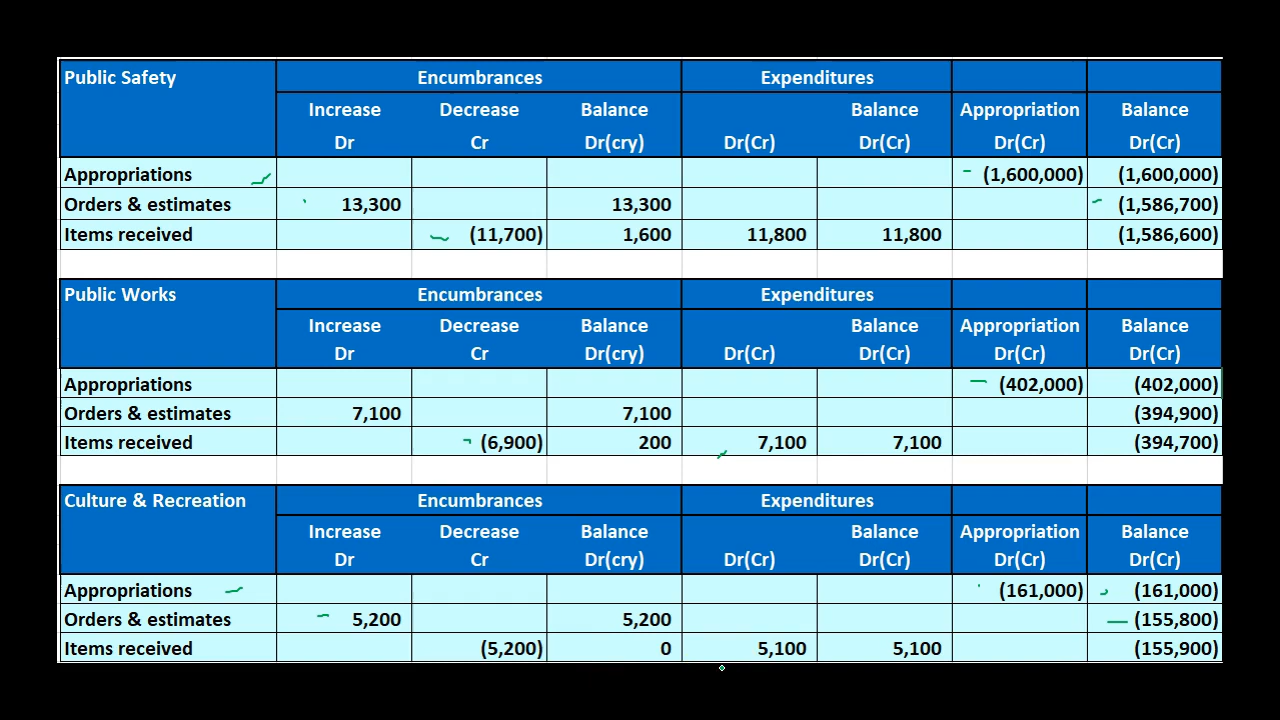 Public Safety Encumbrances Expenditures
Increase Decrease Balance Balance Appropriation Balance
Dr Cr Dr(cry) Dr(Cr) Dr(Cr) Dr(Cr) Dr(Cr)
Appropriations (1,600,000) (1,600,000)
Orders & estimates 13,300 13,300 (1,586,700)
Items received (11,700) 1,600 11,800 11,800 (1,586,600)
Public Works Encumbrances Expenditures
Increase Decrease Balance Balance Appropriation Balance
Dr Cr Dr(cry) Dr(Cr) Dr(Cr) Dr(Cr) Dr(Cr)
Appropriations (402,000) (402,000)
Orders & estimates 7,100 7,100 (394,900)
Items received (6,900) 200 7,100 7,100 (394,700)
Culture & Recreation Encumbrances Expenditures
Increase Decrease Balance Balance Appropriation Balance
Dr Cr Dr(cry) Dr(Cr) Dr(Cr) Dr(Cr) Dr(Cr)
Appropriations (161,000) (161,000)
Orders & estimates 5,200 5,200 (155,800)
Items received (5,200) 0 5,100 5,100 (155,900)